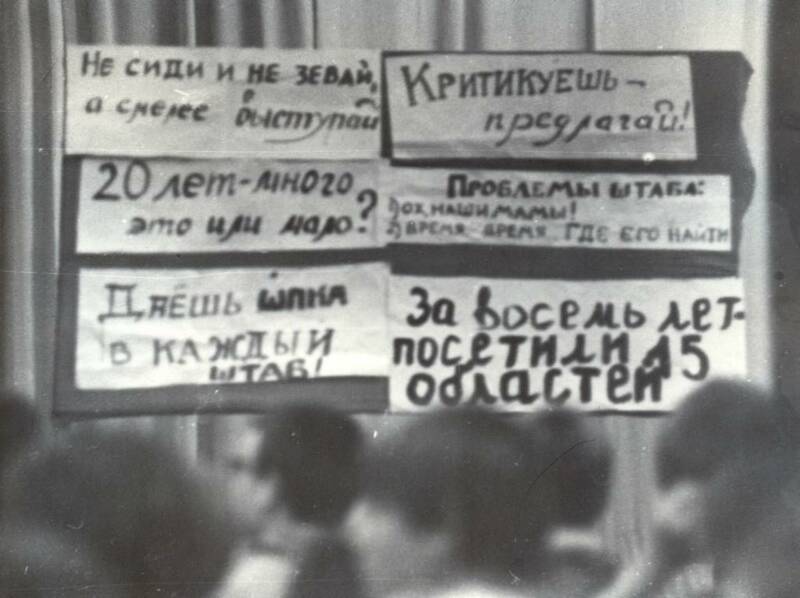 Не сиди и не зевай,
а смелее выступай
Критикуешь –
предлагай!
20 лет – много
это или мало?
Проблемы штаба:
1) ох, наши мамы!
2) время время где его найти
Даёшь шпка
в каждый
штаб!
За восемь лет-
посетили 15
областей